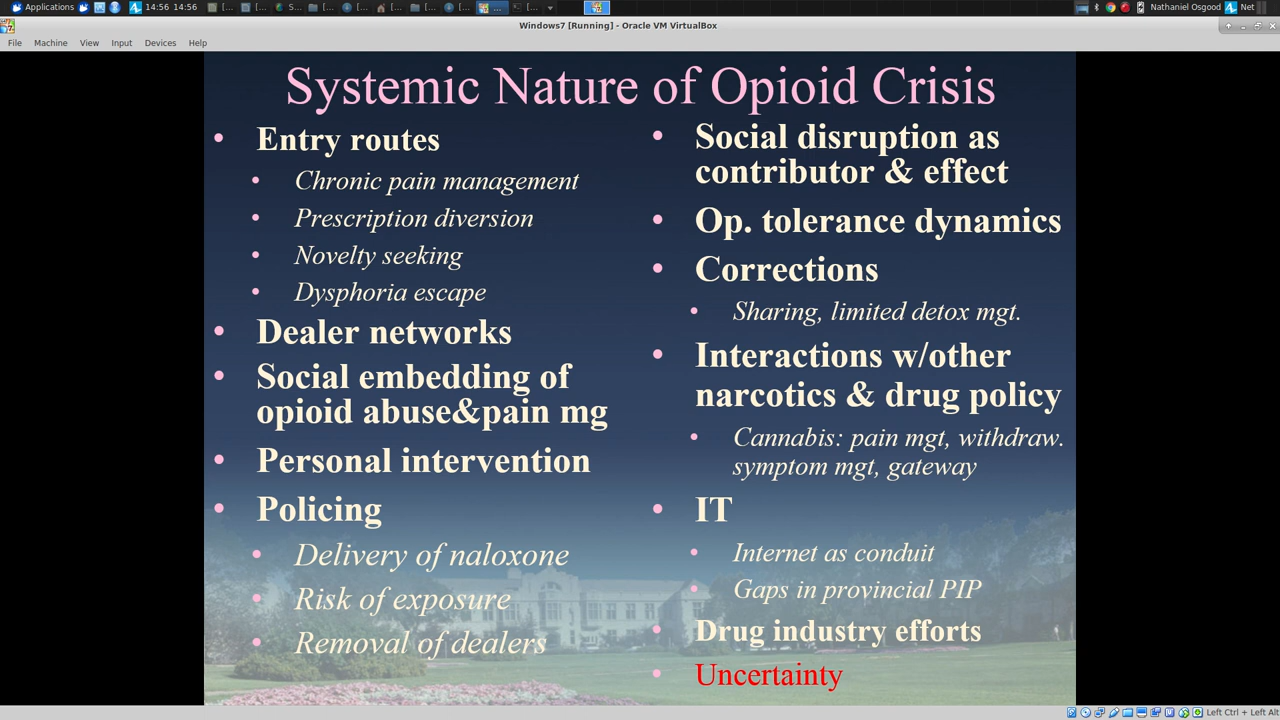 Applications
14:56 14:56
Nathaniel Osgood
Net
Windows7 [Running] - Oracle VM VirtualBox
File Machine View Input Devices Help
Systemic Nature of Opioid Crisis
• Entry routes
• Chronic pain management
• Prescription diversion
• Novelty seeking
• Dysphoria escape
• Dealer networks
• Social embedding of
opioid abuse&pain mg
• Personal intervention
• Policing
• Delivery of naloxone
• Risk of exposure
• Removal of dealers
• Social disruption as
contributor & effect
• Op. tolerance dynamics
• Corrections
• Sharing, limited detox mgt.
• Interactions w/other
narcotics & drug policy
• Cannabis: pain mgt, withdraw.
symptom mgt, gateway
• IT
• Internet as conduit
• Gaps in provincial PIP
• Drug industry efforts
• Uncertainty
Left Ctrl + Left Alt